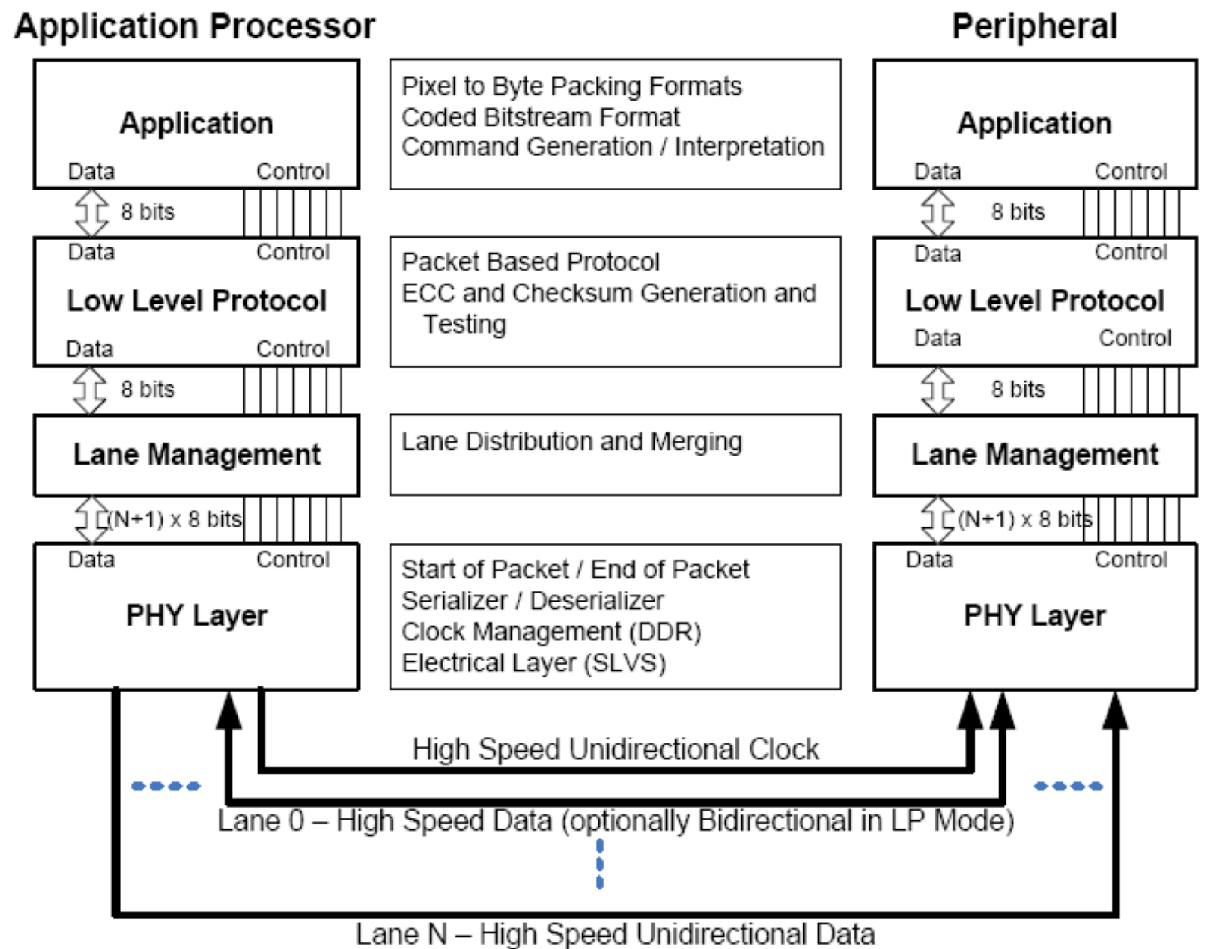 Application Processor
Peripheral
Application
Data Control
8 bits
Data Control
Low Level Protocol
Data Control
8 bits
Lane Management
(N+1) x 8 bits
Data Control
PHY Layer
Pixel to Byte Packing Formats
Coded Bitstream Format
Command Generation / Interpretation
Packet Based Protocol
ECC and Checksum Generation and
Testing
Lane Distribution and Merging
Start of Packet / End of Packet
Serializer / Deserializer
Clock Management (DDR)
Electrical Layer (SLVS)
Application
Data Control
8 bits
Data Control
Low Level Protocol
Data Control
8 bits
Lane Management
(N+1) x 8 bits
Data Control
PHY Layer
High Speed Unidirectional Clock
Lane 0 – High Speed Data (optionally Bidirectional in LP Mode)
Lane N – High Speed Unidirectional Data